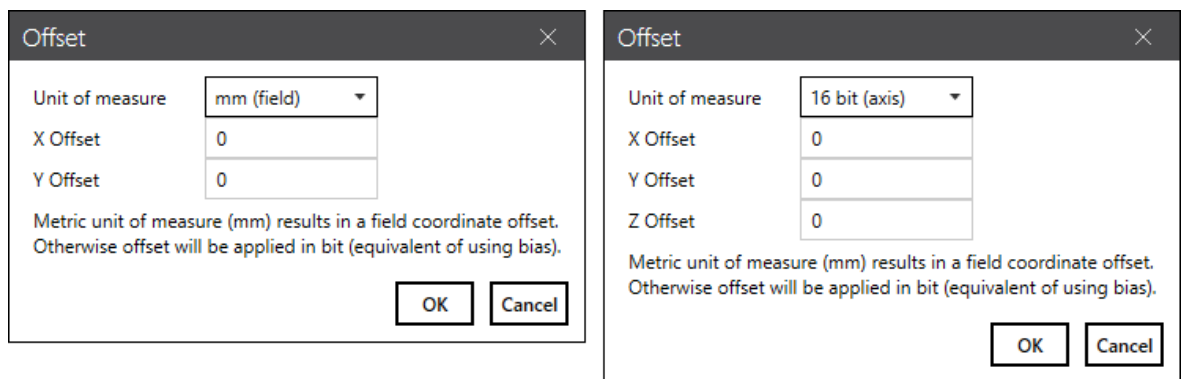 Offset
Unit of measure
mm (field)
X Offset
0
Y Offset
0
Metric unit of measure (mm) results in a field coordinate offset.
Otherwise offset will be applied in bit (equivalent of using bias).
OK
Cancel
Offset
Unit of measure
16 bit (axis)
X Offset
0
Y Offset
0
Z Offset
0
Metric unit of measure (mm) results in a field coordinate offset.
Otherwise offset will be applied in bit (equivalent of using bias).
OK
Cancel